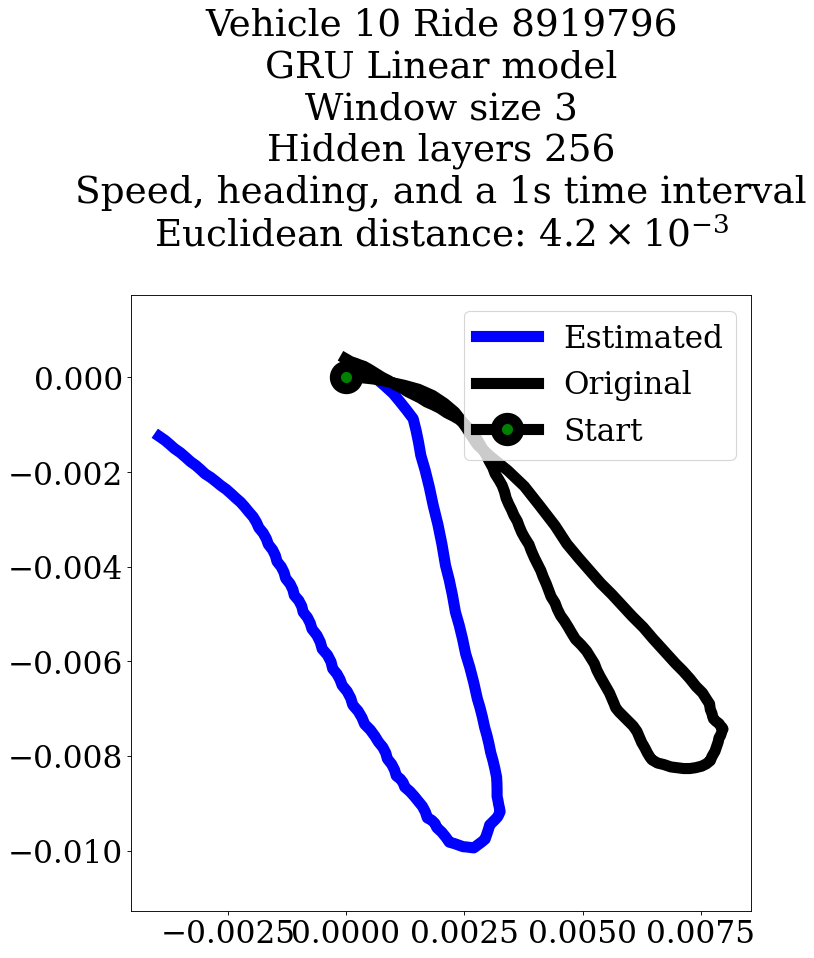 Vehicle 10 Ride 8919796
GRU Linear model
Window size 3
Hidden layers 256
Speed, heading, and a 1s time interval
Euclidean distance: 4.2 × 10⁻³
Estimated
Original
Start
0.000
−0.002
−0.004
−0.006
−0.008
−0.010
−0.0025 0.0000 0.0025 0.0050 0.0075